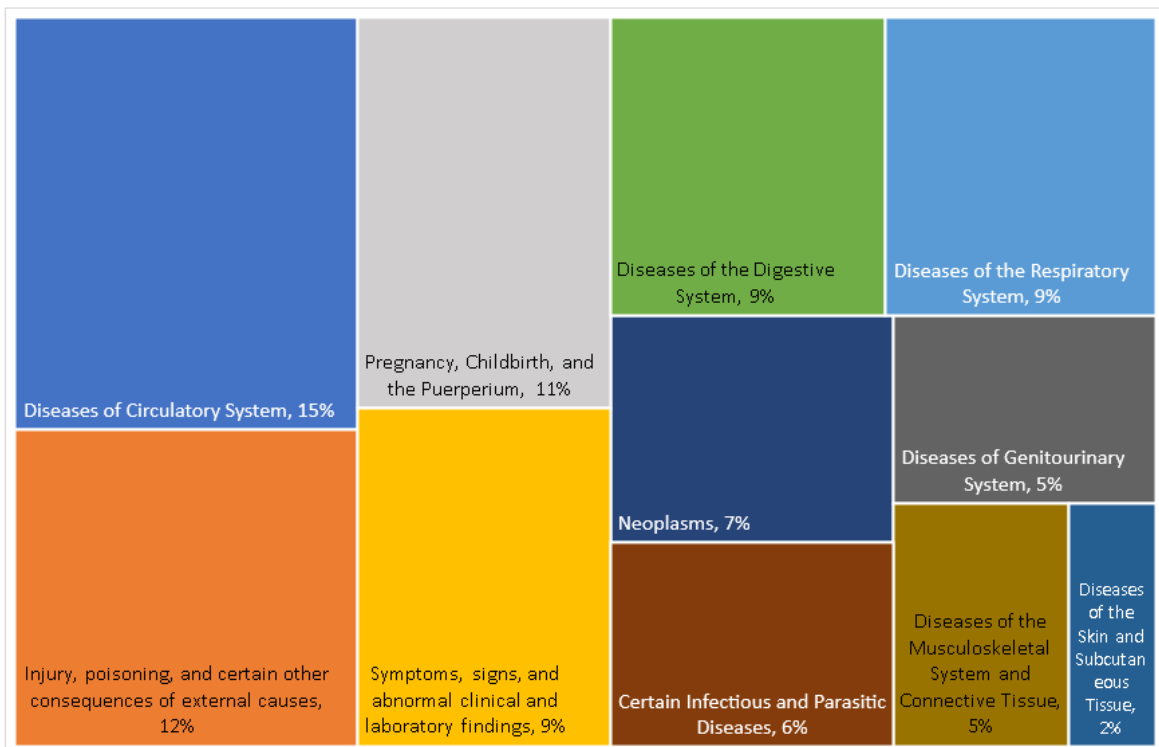 Diseases of Circulatory System, 15%
Injury, poisoning, and certain other
consequences of external causes,
12%
Pregnancy, Childbirth, and
the Puerperium, 11%
Symptoms, signs, and
abnormal clinical and
laboratory findings, 9%
Diseases of the Digestive
System, 9%
Diseases of the Respiratory
System, 9%
Neoplasms, 7%
Certain Infectious and Parasitic
Diseases, 6%
Diseases of Genitourinary
System, 5%
Diseases of the
Musculoskeletal
System and
Connective Tissue,
5%
Diseases
of the
Skin and
Subcutan
eous
Tissue,
2%